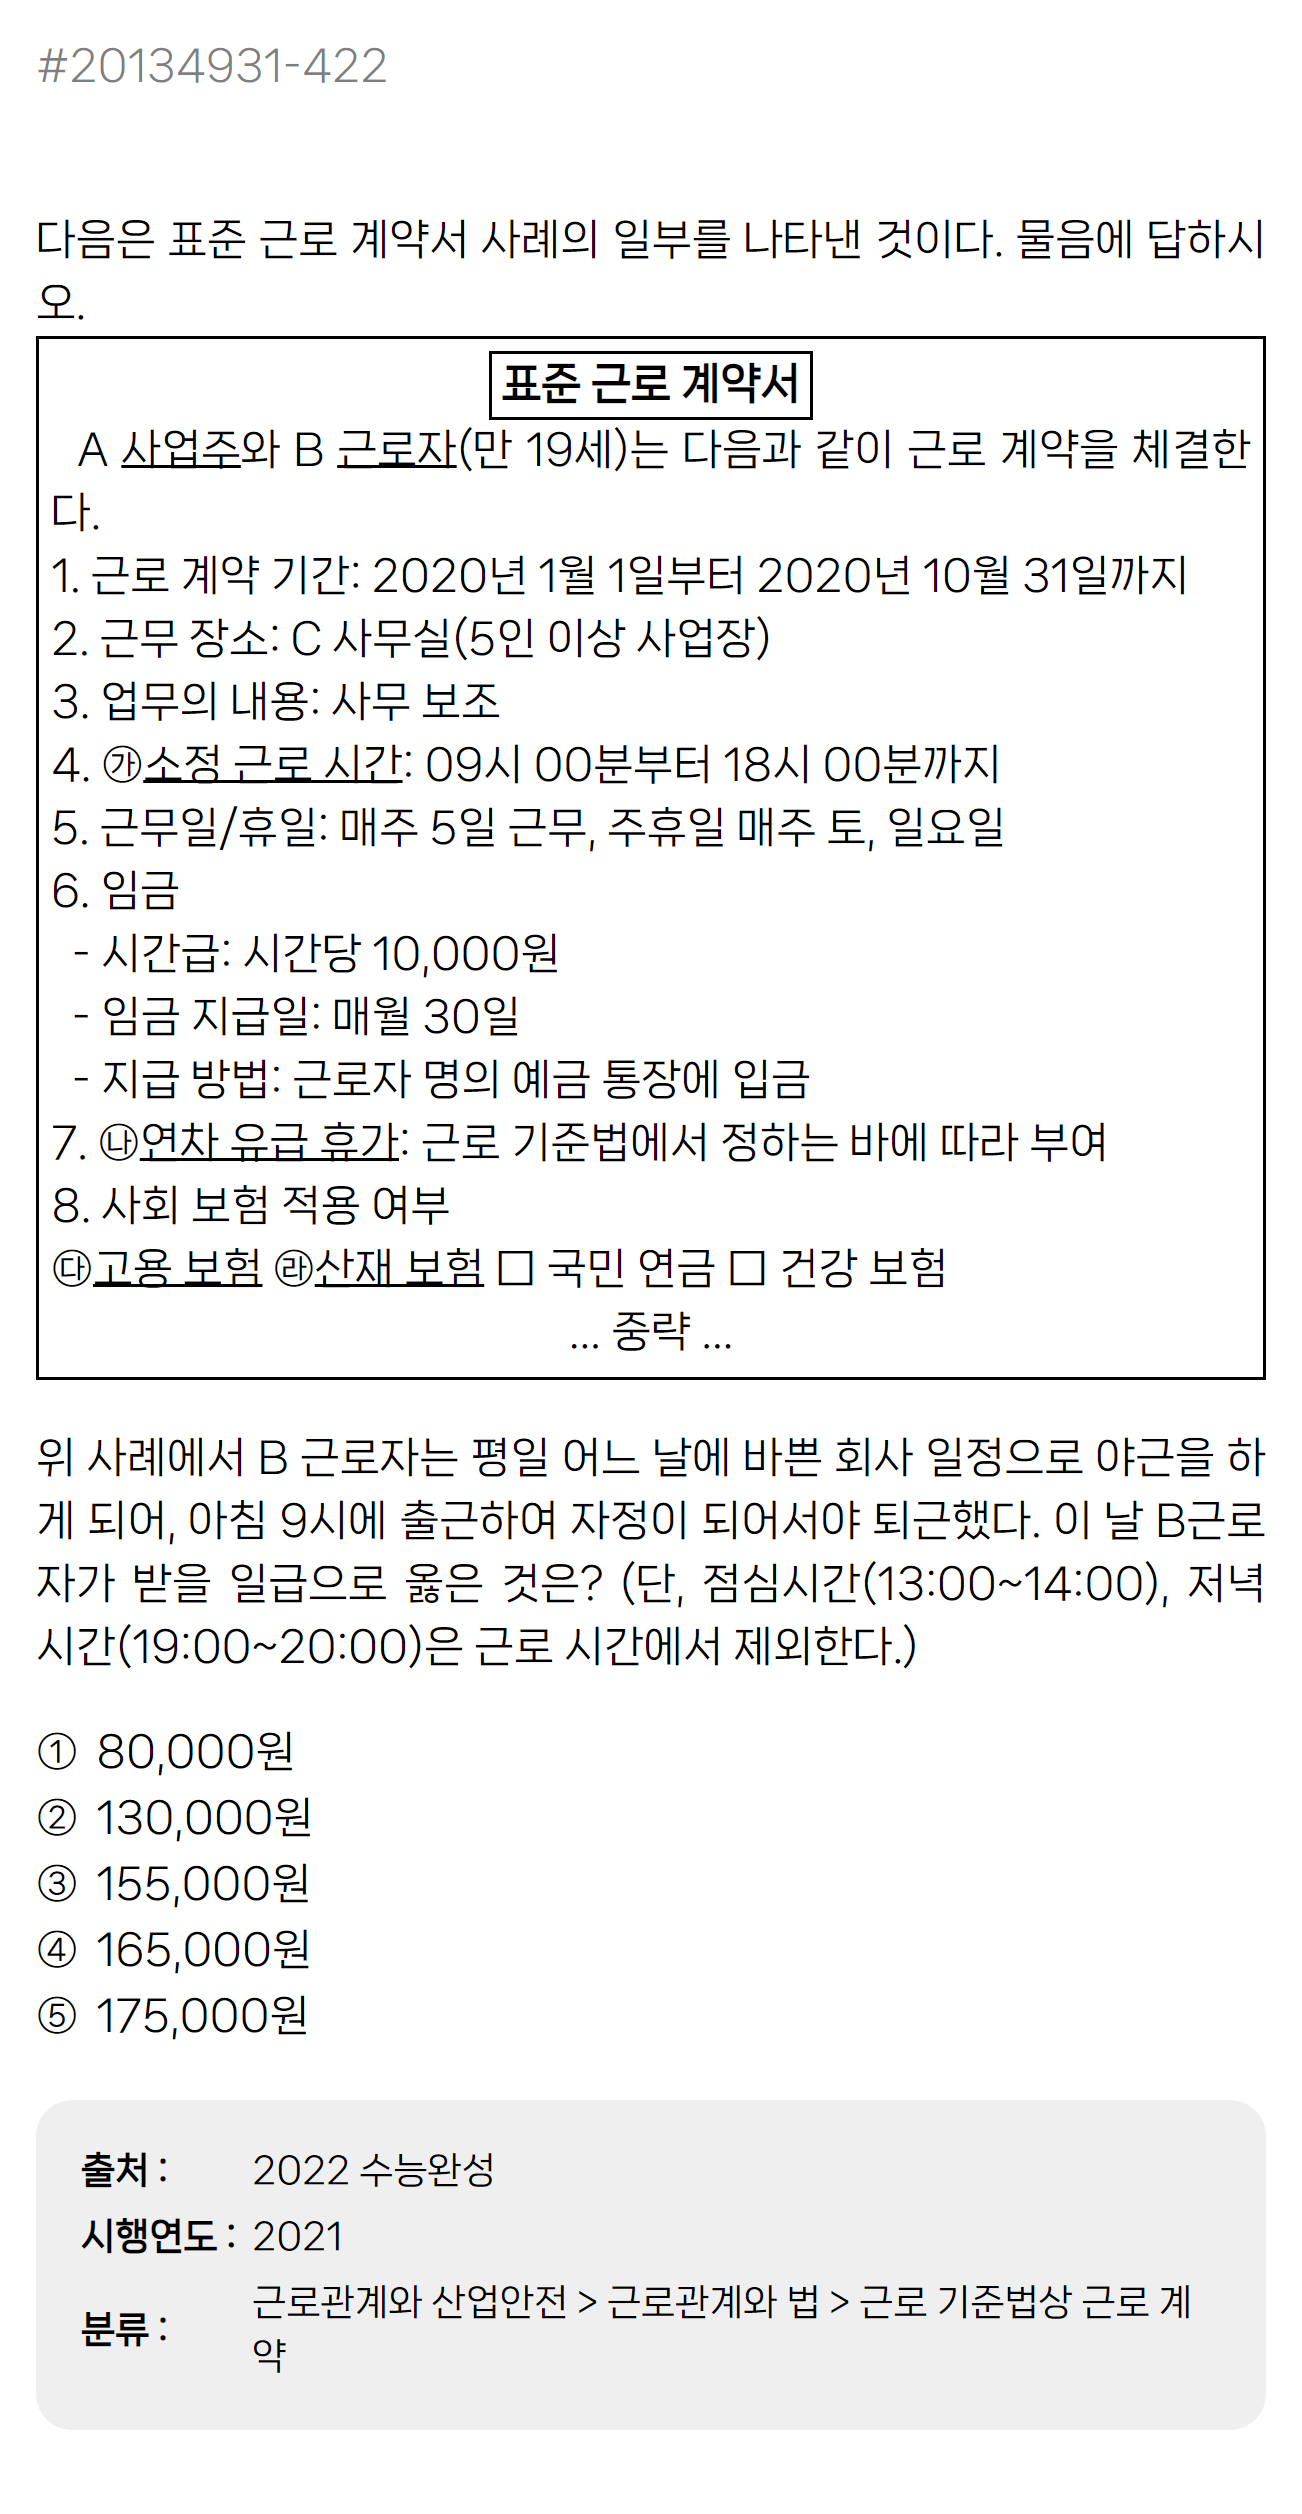 #20134931-422
다음은 표준 근로 계약서 사례의 일부를 나타낸 것이다. 물음에 답하시
오.
표준 근로 계약서
A 사업주와 B 근로자(만 19세)는 다음과 같이 근로 계약을 체결한
다.
1. 근로 계약 기간: 2020년 1월 1일부터 2020년 10월 31일까지
2. 근무 장소: C 사무실(5인 이상 사업장)
3. 업무의 내용: 사무 보조
4. ㉮소정 근로 시간: 09시 00분부터 18시 00분까지
5. 근무일/휴일: 매주 5일 근무, 주휴일 매주 토, 일요일
6. 임금
- 시간급: 시간당 10,000원
- 임금 지급일: 매월 30일
- 지급 방법: 근로자 명의 예금 통장에 입금
7. ㉯연차 유급 휴가: 근로 기준법에서 정하는 바에 따라 부여
8. 사회 보험 적용 여부
㉰고용 보험 ㉱산재 보험 □ 국민 연금 □ 건강 보험
... 중략 ...
위 사례에서 B 근로자는 평일 어느 날에 바쁜 회사 일정으로 야근을 하
게 되어, 아침 9시에 출근하여 자정이 되어서야 퇴근했다. 이 날 B근로
자가 받을 일급으로 옳은 것은? (단, 점심시간(13:00~14:00), 저녁
시간(19:00~20:00)은 근로 시간에서 제외한다.)
① 80,000원
② 130,000원
③ 155,000원
④ 165,000원
⑤ 175,000원
출처 : 2022 수능완성
시행연도 : 2021
분류 : 근로관계와 산업안전 > 근로관계와 법 > 근로 기준법상 근로 계
약